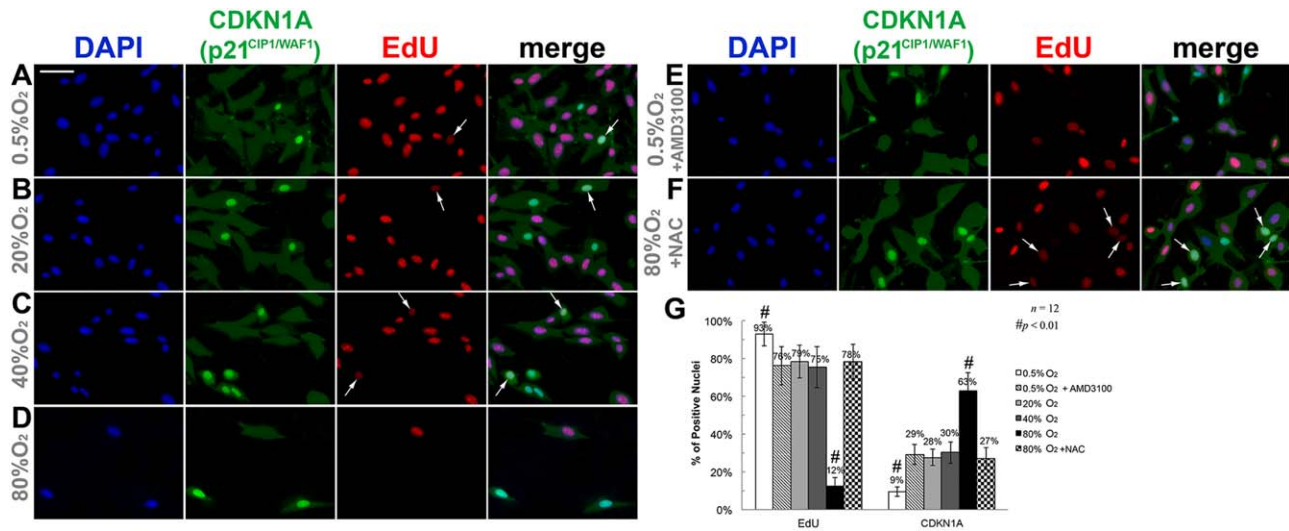 DAPI CDKN1A (p21CIP1/WAF1) EdU merge
A 0.5%O2
B 20%O2
C 40%O2
D 80%O2
DAPI CDKN1A (p21CIP1/WAF1) EdU merge
E 0.5%O2 +AMD3100
F 80%O2 +NAC
G
n = 12
#p < 0.01
% of Positive Nuclei
100%
80%
60%
40%
20%
0%
# 93% 76% 79% 75% # 12% 78%
# 9% 29% 28% 30% # 63% 27%
EdU CDKN1A
0.5% O2
0.5% O2 + AMD3100
20% O2
40% O2
80% O2
80% O2 +NAC